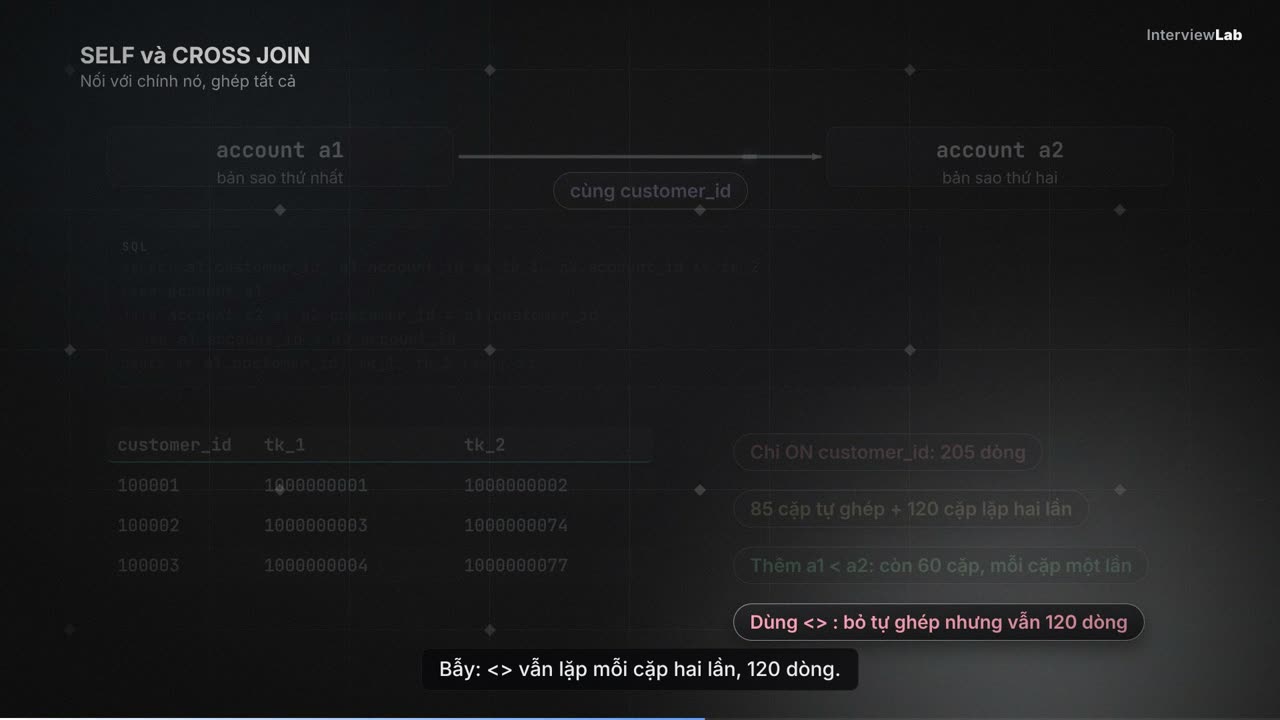 SELF và CROSS JOIN
InterviewLab
Nối với chính nó, ghép tất cả
account a1
bản sao thứ nhất
account a2
bản sao thứ hai
cùng customer_id
SQL
customer_id tk_1 tk_2
100001 1000000001 1000000002
100002 1000000003 1000000074
100003 1000000004 1000000077
Chỉ ON customer_id: 205 dòng
85 cặp tự ghép + 120 cặp lặp hai lần
Thêm a1 < a2: còn 60 cặp, mỗi cặp một lần
Dùng <> : bỏ tự ghép nhưng vẫn 120 dòng
Bẫy: <> vẫn lặp mỗi cặp hai lần, 120 dòng.